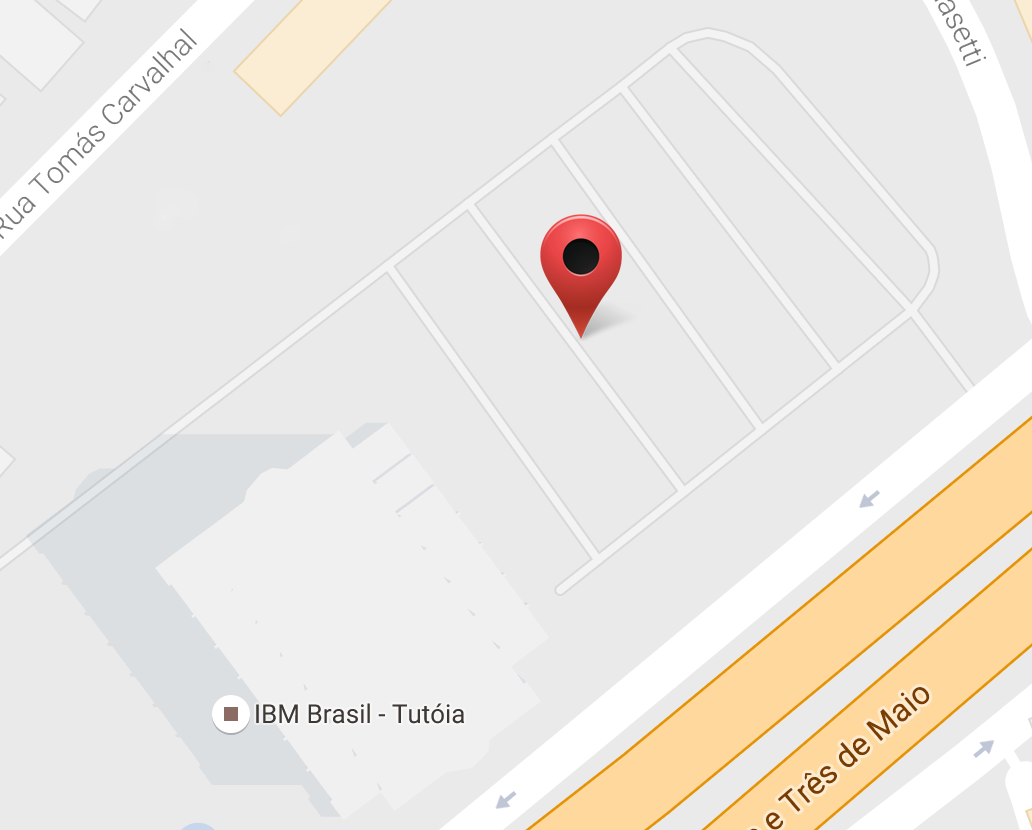 Rua Tomás Carvalhal
asetti
IBM Brasil - Tutóia
e Três de Maio